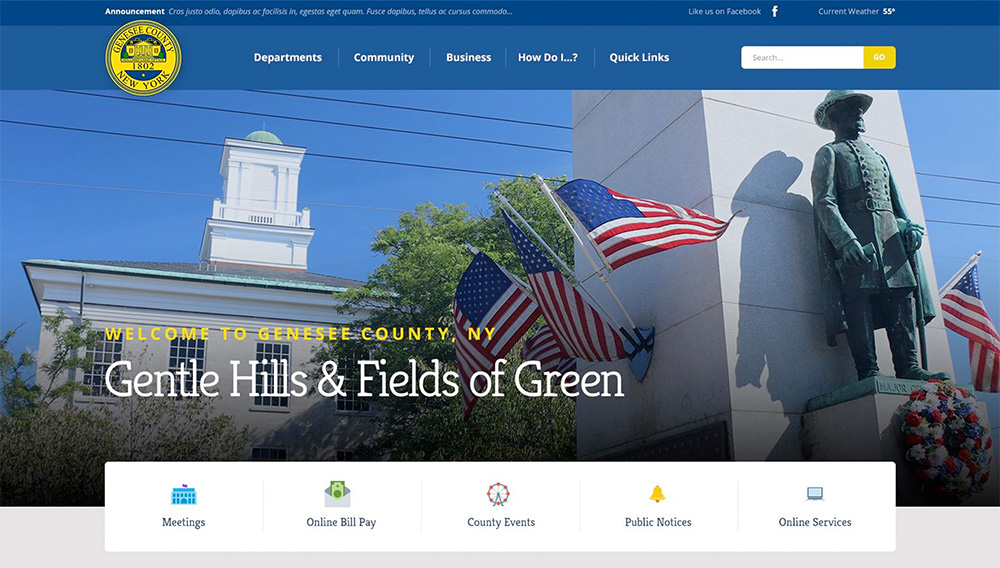 Announcement Cras justo odio, dapibus ac facilisis in, egestas eget quam. Fusce dapibus, tellus ac cursus commodo...
Like us on Facebook f
Current Weather 55°
GENESEE COUNTY
1802
NEW YORK
Departments
Community
Business
How Do I...?
Quick Links
Search...
GO
WELCOME TO GENESEE COUNTY, NY
Gentle Hills & Fields of Green
MAJOR
Meetings
Online Bill Pay
County Events
Public Notices
Online Services